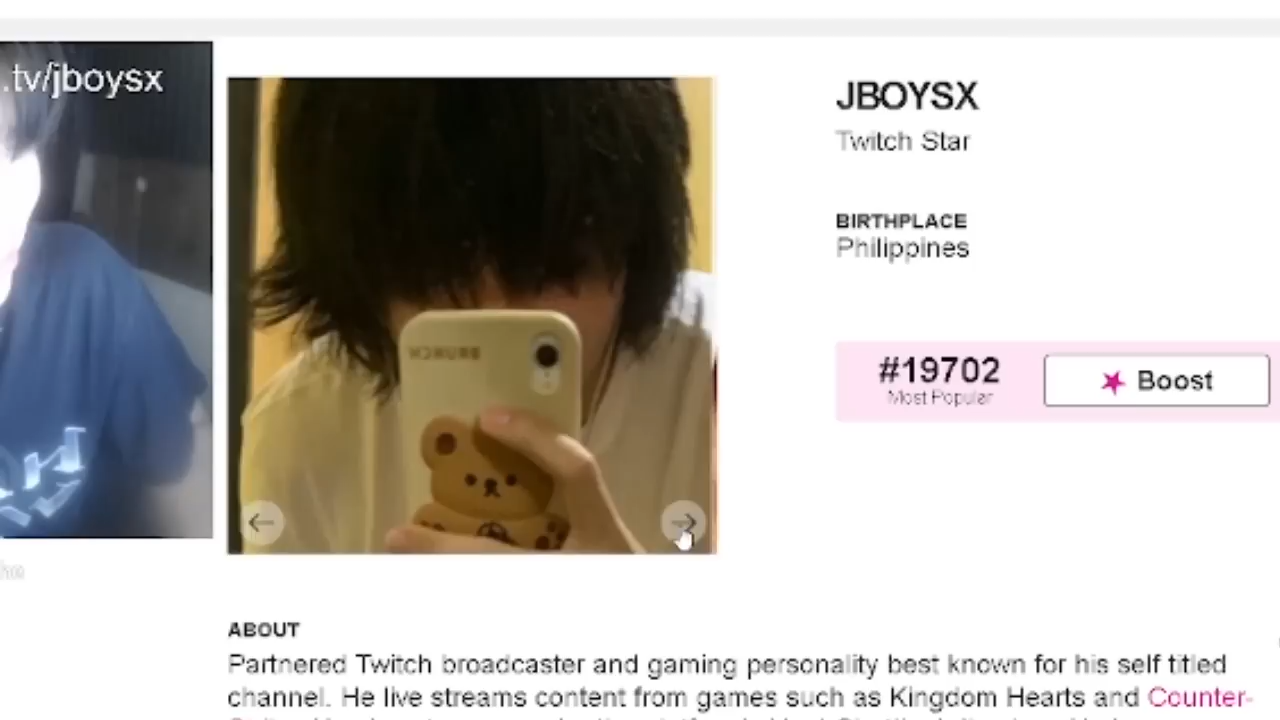 .tv/jboysx
JBOYSX
Twitch Star
BIRTHPLACE
Philippines
#19702
Most Popular
Boost
ABOUT
Partnered Twitch broadcaster and gaming personality best known for his self titled
channel. He live streams content from games such as Kingdom Hearts and Counter-